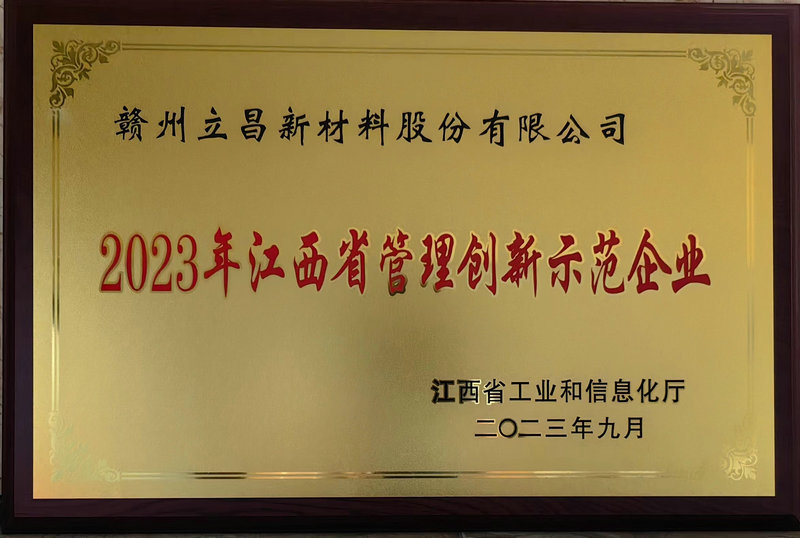 赣州立昌新材料股份有限公司
2023年江西省管理创新示范企业
江西省工业和信息化厅
二〇二三年九月